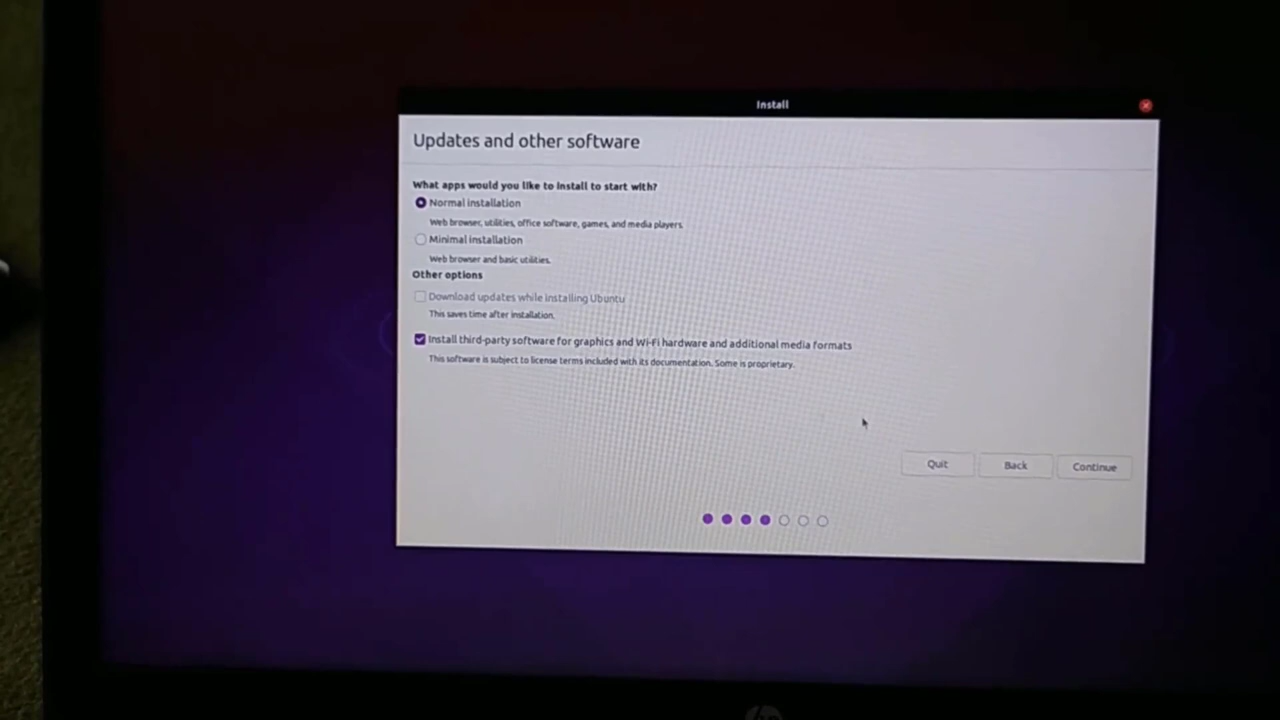 Install
Updates and other software
What apps would you like to install to start with?
Normal installation
Web browser, utilities, office software, games, and media players.
Minimal installation
Web browser and basic utilities.
Other options
Download updates while installing Ubuntu
This saves time after installation.
Install third-party software for graphics and Wi-Fi hardware and additional media formats
This software is subject to license terms included with its documentation. Some is proprietary.
Quit
Back
Continue
hp